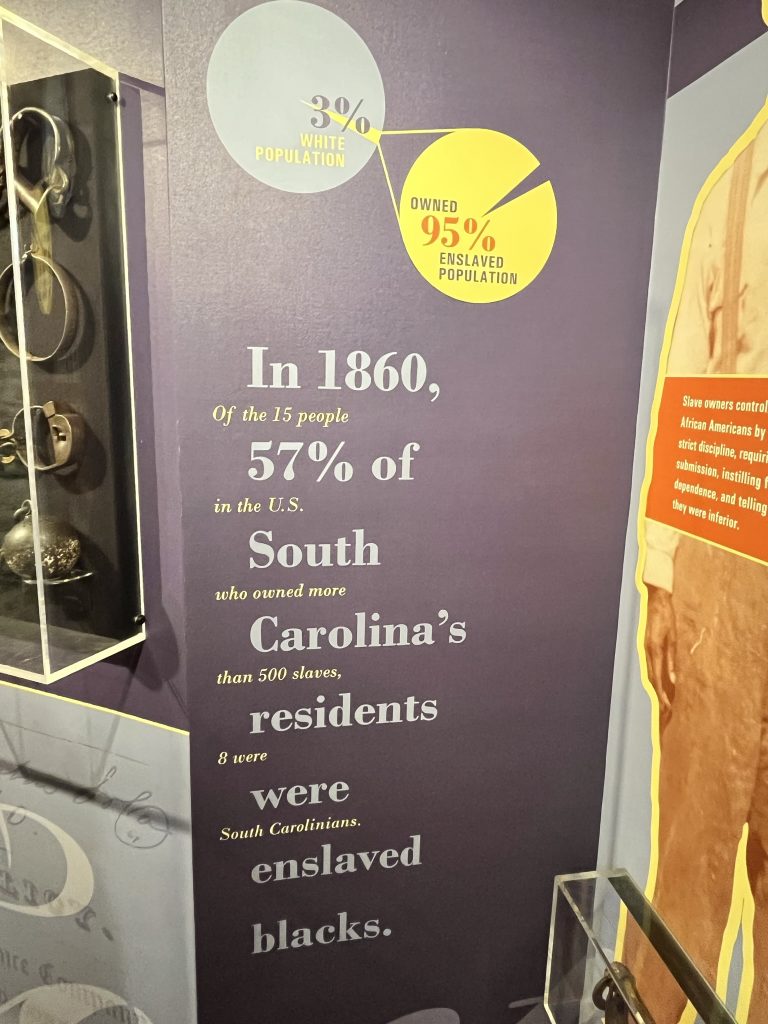 3%
WHITE
POPULATION
OWNED
95%
ENSLAVED
POPULATION
In 1860,
Of the 15 people
57% of
in the U.S.
South
who owned more
Carolina's
than 500 slaves,
residents
8 were
were
South Carolinians.
enslaved
blacks.
Slave owners control
African Americans by
strict discipline, requiri
submission, instilling f
dependence, and telling
they were inferior.